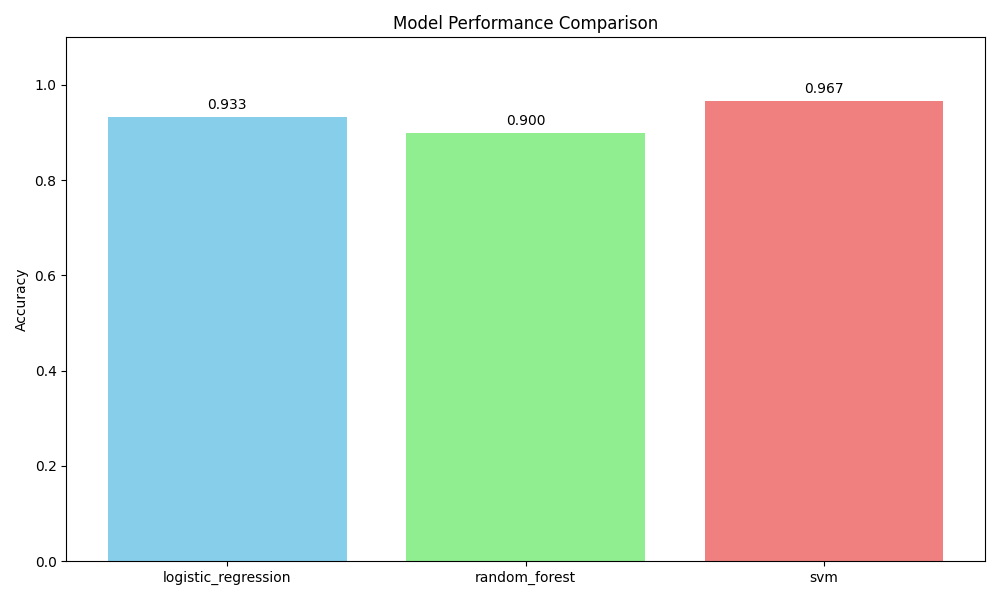 Model Performance Comparison
Accuracy
1.0
0.8
0.6
0.4
0.2
0.0
0.933
0.900
0.967
logistic_regression
random_forest
svm